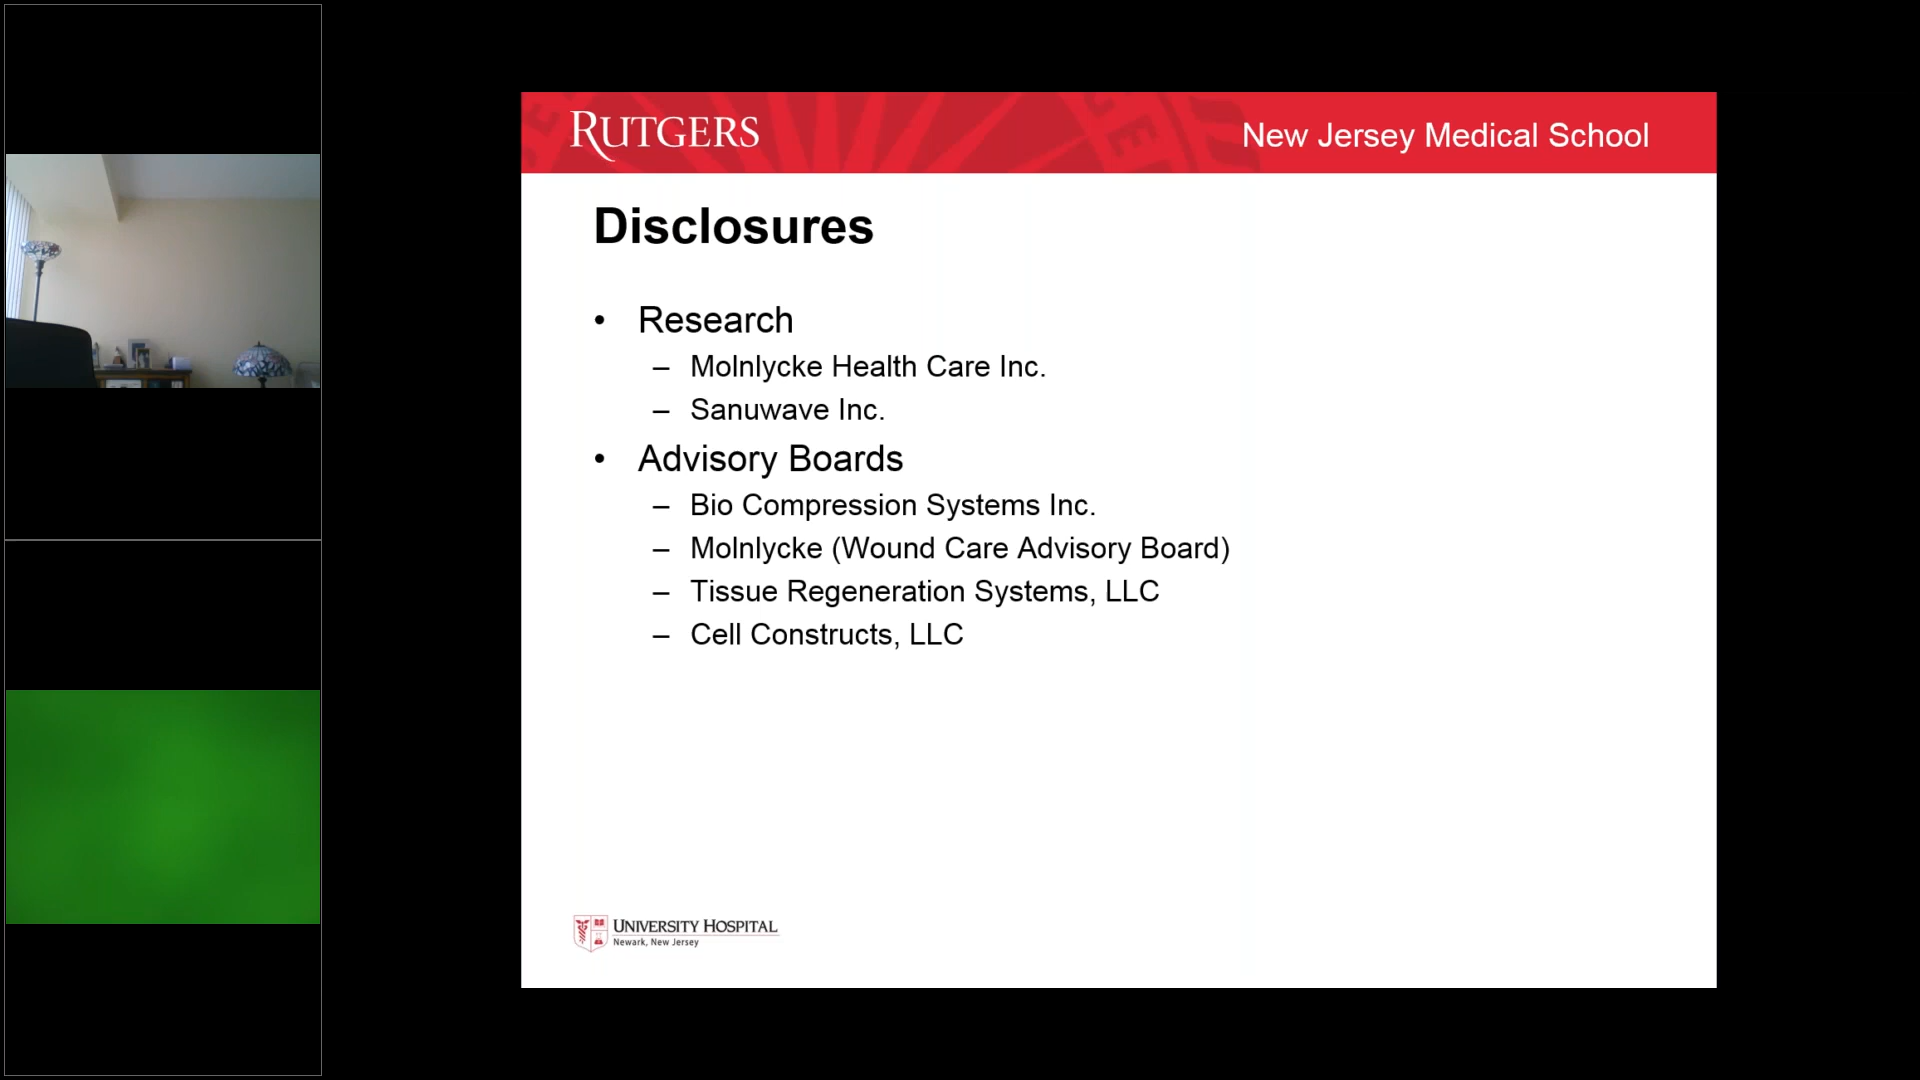 RUTGERS
New Jersey Medical School
Disclosures
• Research
– Molnlycke Health Care Inc.
– Sanuwave Inc.
• Advisory Boards
– Bio Compression Systems Inc.
– Molnlycke (Wound Care Advisory Board)
– Tissue Regeneration Systems, LLC
– Cell Constructs, LLC
UNIVERSITY HOSPITAL
Newark, New Jersey